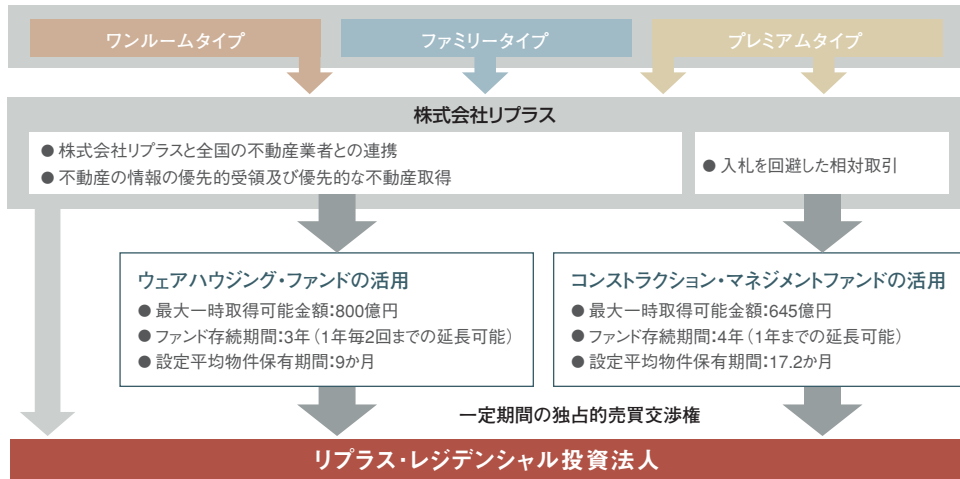 ワンルームタイプ
ファミリータイプ
プレミアムタイプ
株式会社リプラス
● 株式会社リプラスと全国の不動産業者との連携
● 不動産の情報の優先的受領及び優先的な不動産取得
● 入札を回避した相対取引
ウェアハウジング・ファンドの活用
● 最大一時取得可能金額:800億円
● ファンド存続期間:3年（1年毎2回までの延長可能）
● 設定平均物件保有期間:9か月
コンストラクション・マネジメントファンドの活用
● 最大一時取得可能金額:645億円
● ファンド存続期間:4年（1年までの延長可能）
● 設定平均物件保有期間:17.2か月
一定期間の独占的売買交渉権
リプラス・レジデンシャル投資法人